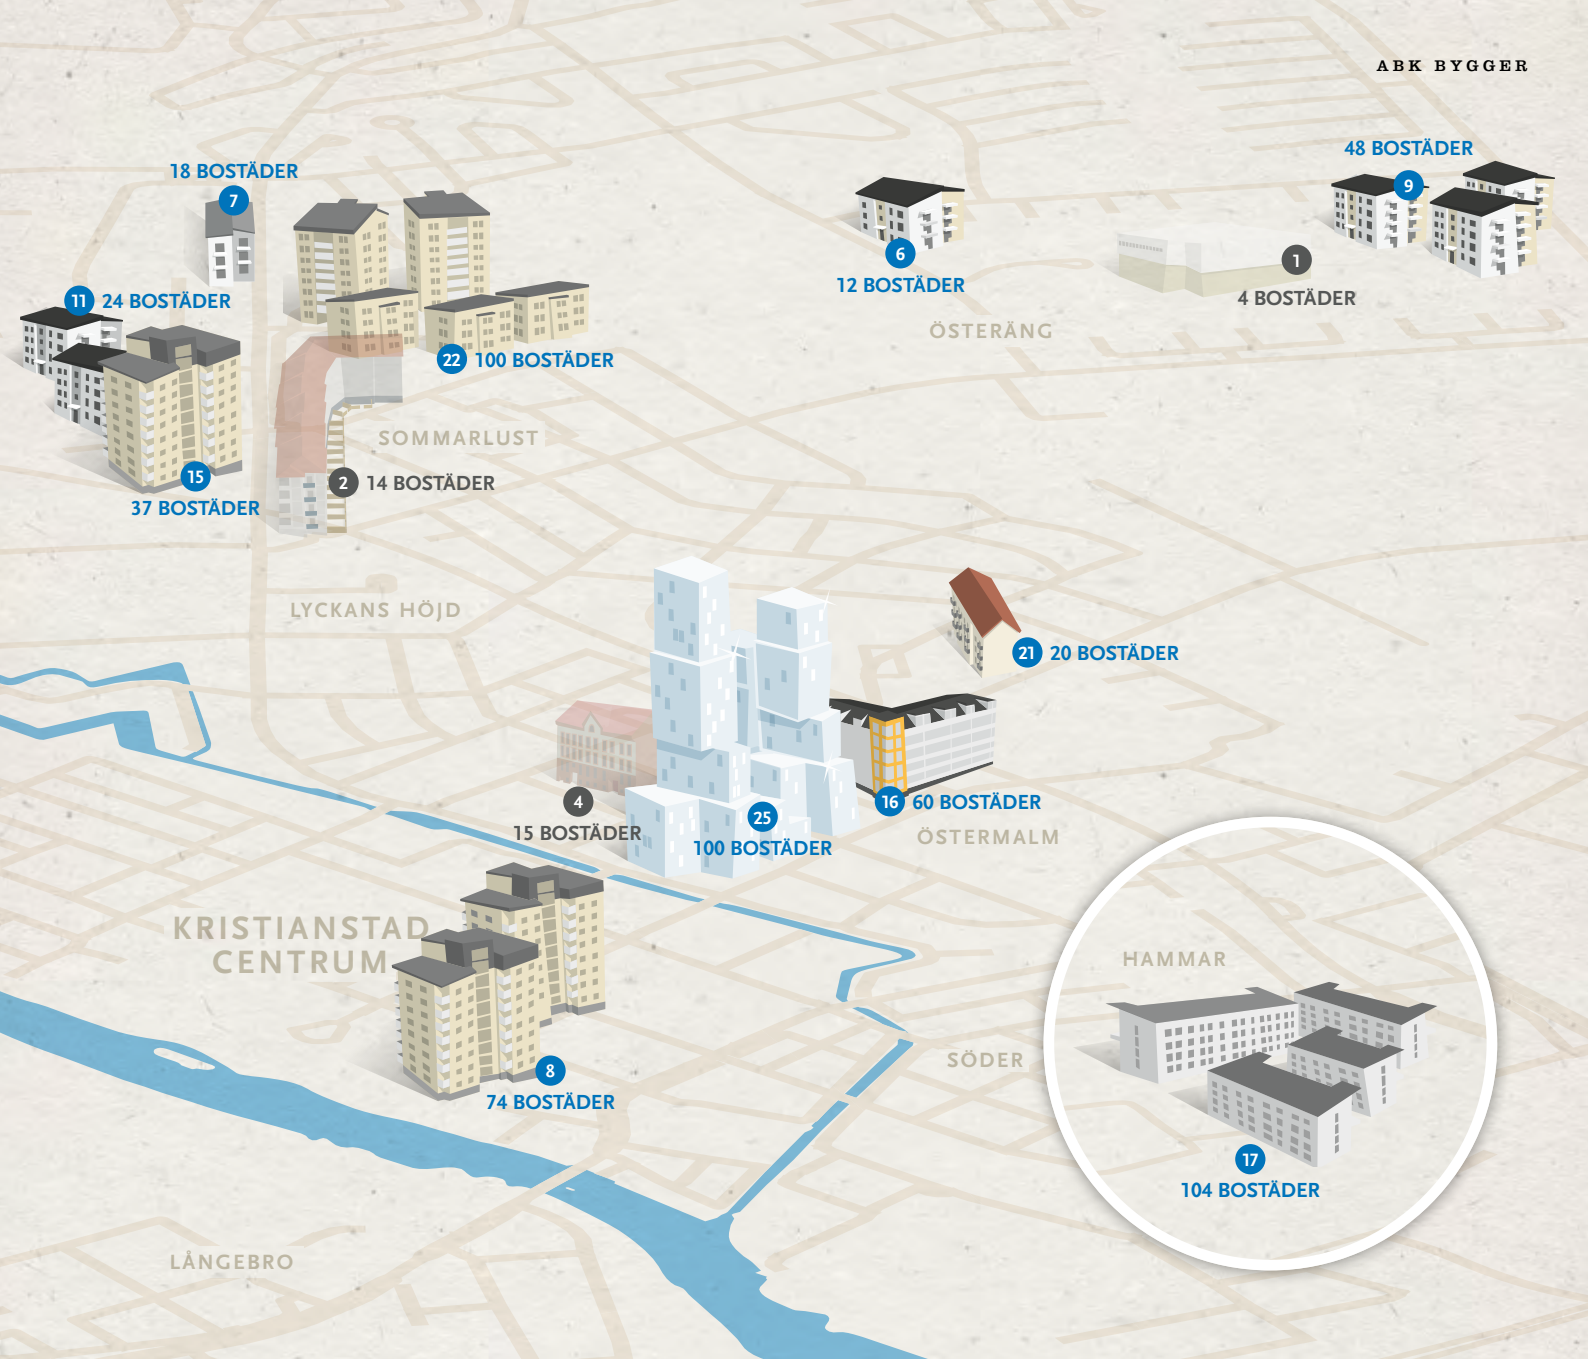 ABK BYGGER
48 BOSTÄDER
9
18 BOSTÄDER
7
6
12 BOSTÄDER
1
4 BOSTÄDER
11 24 BOSTÄDER
ÖSTERÄNG
22 100 BOSTÄDER
SOMMARLUST
15
37 BOSTÄDER
2 14 BOSTÄDER
LYCKANS HÖJD
21 20 BOSTÄDER
4
15 BOSTÄDER
25
100 BOSTÄDER
16 60 BOSTÄDER
ÖSTERMALM
KRISTIANSTAD
CENTRUM
HAMMAR
SÖDER
8
74 BOSTÄDER
17
104 BOSTÄDER
LÅNGEBRO